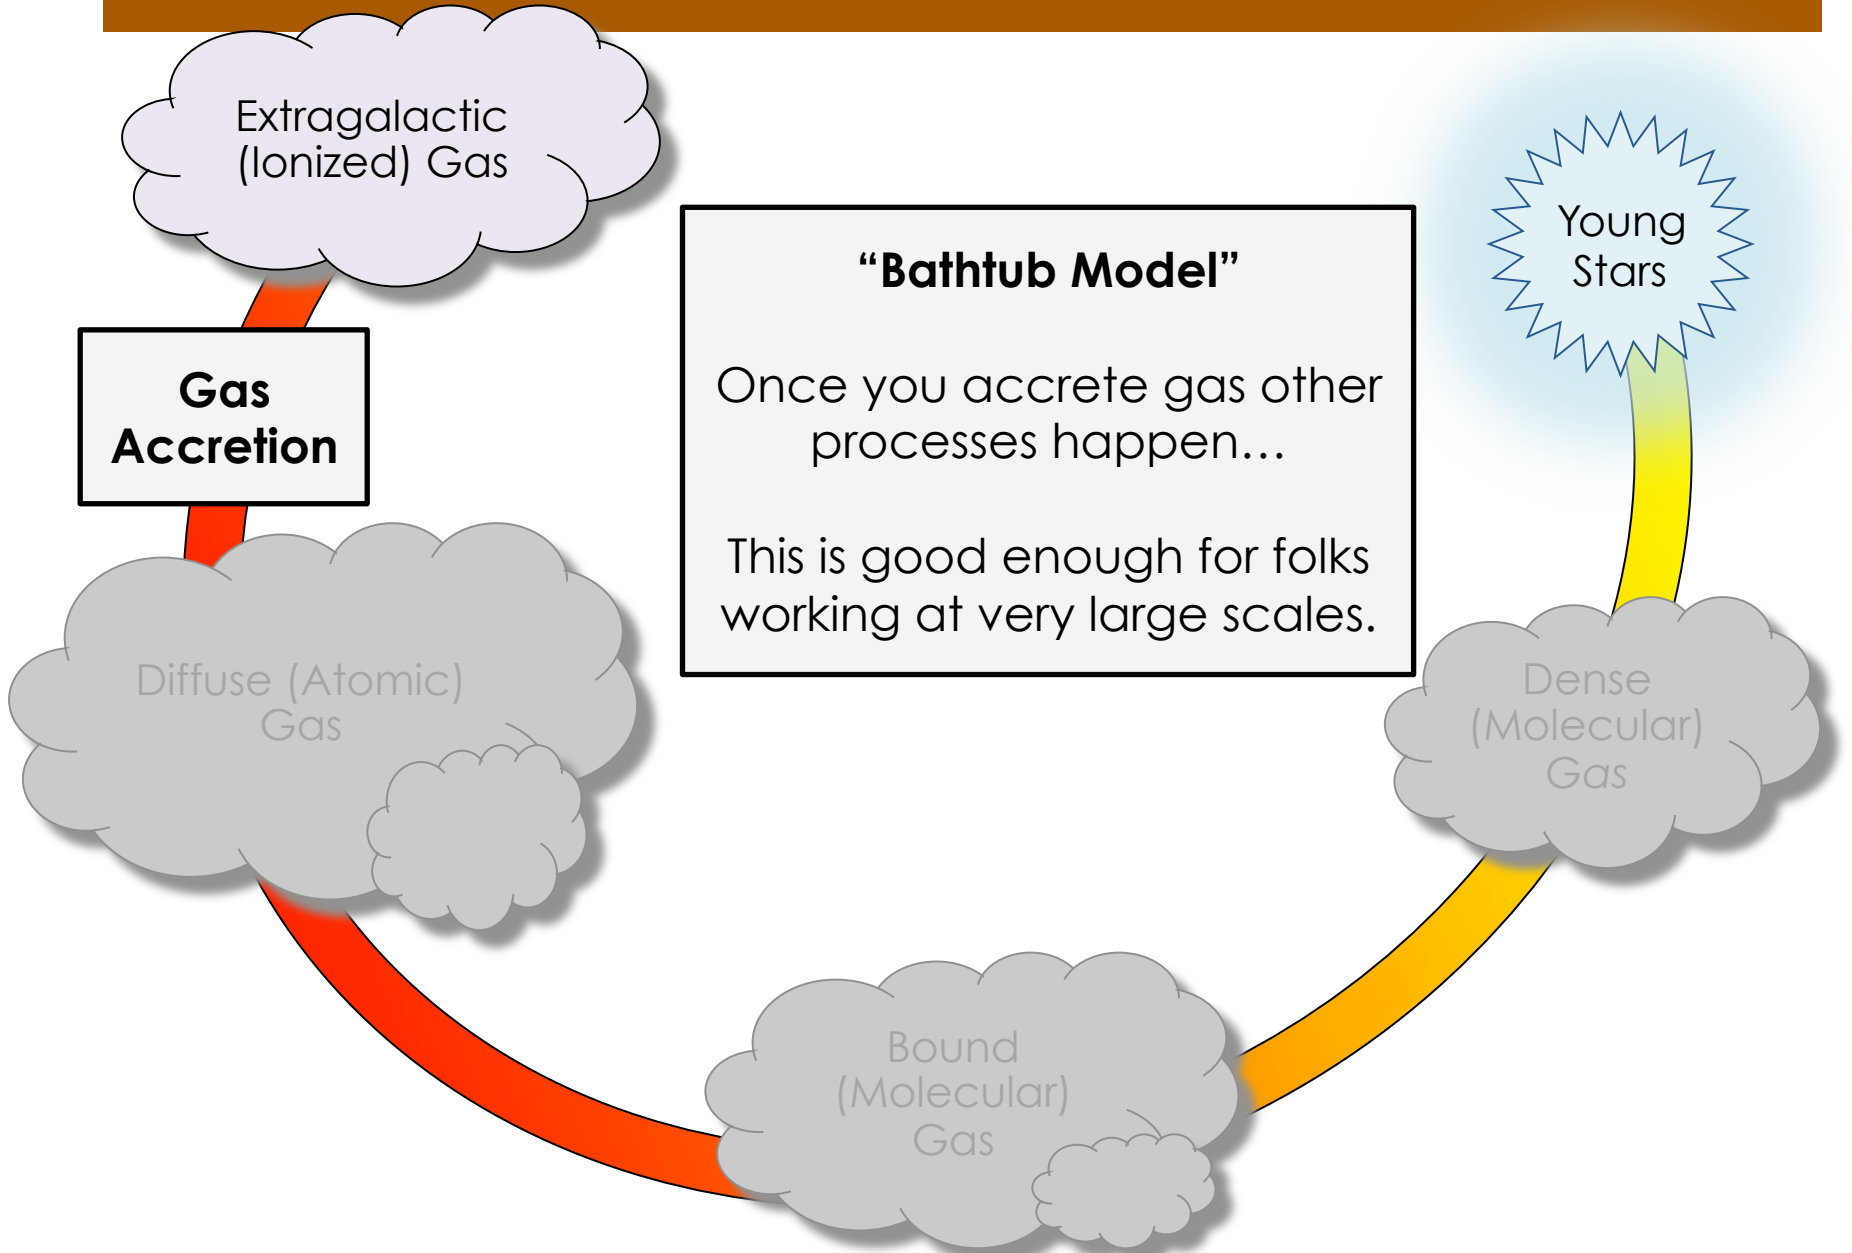 Extragalactic
(Ionized) Gas
Gas
Accretion
“Bathtub Model”
Once you accrete gas other
processes happen…
This is good enough for folks
working at very large scales.
Young
Stars
Diffuse (Atomic)
Gas
Dense
(Molecular)
Gas
Bound
(Molecular)
Gas